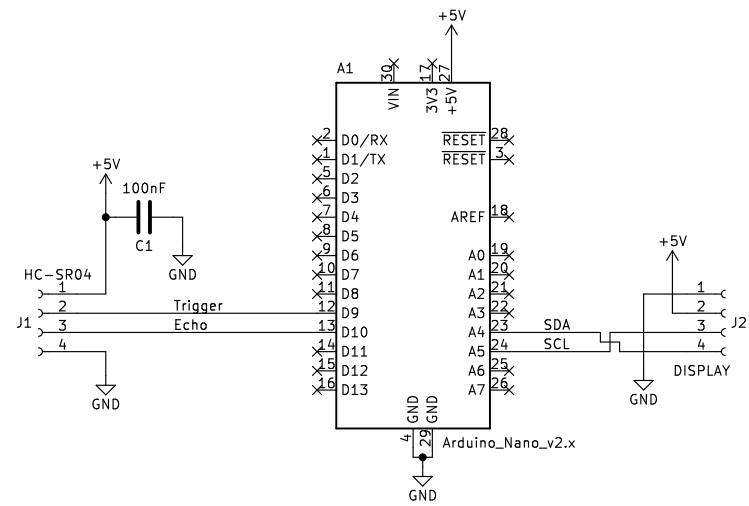 +5V
A1
30
17
27
VIN
3V3
+5V
2 D0/RX
RESET 28
1 D1/TX
RESET 3
5 D2
+5V
6 D3
100nF
7 D4
AREF 18
8 D5
C1
9 D6
A0 19
+5V
GND
10 D7
A1 20
HC-SR04
11 D8
A2 21
1
1
Trigger
12 D9
A3 22
2
2
J1
Echo
13 D10
A4 23
SDA
3
3
J2
14 D11
A5 24
SCL
4
4
15 D12
A6 25
DISPLAY
16 D13
A7 26
GND
GND
GND
GND
4
29
Arduino_Nano_v2.x
GND